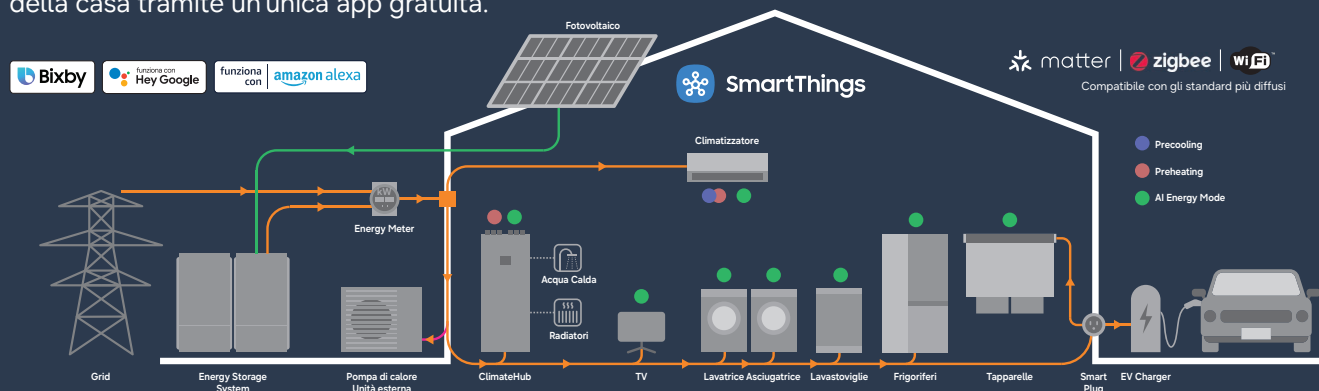 della casa tramite un'unica app gratuita.
Fotovoltaico
Bixby
funziona con
Hey Google
funziona
con
amazon alexa
SmartThings
matter
zigbee
WiFi
Compatibile con gli standard più diffusi
Climatizzatore
Precooling
Preheating
AI Energy Mode
KW
Energy Meter
Acqua Calda
Radiatori
Grid
Energy Storage
System
Pompa di calore
Unità esterna
ClimateHub
TV
Lavatrice
Asciugatrice
Lavastoviglie
Frigoriferi
Tapparelle
Smart
Plug
EV Charger